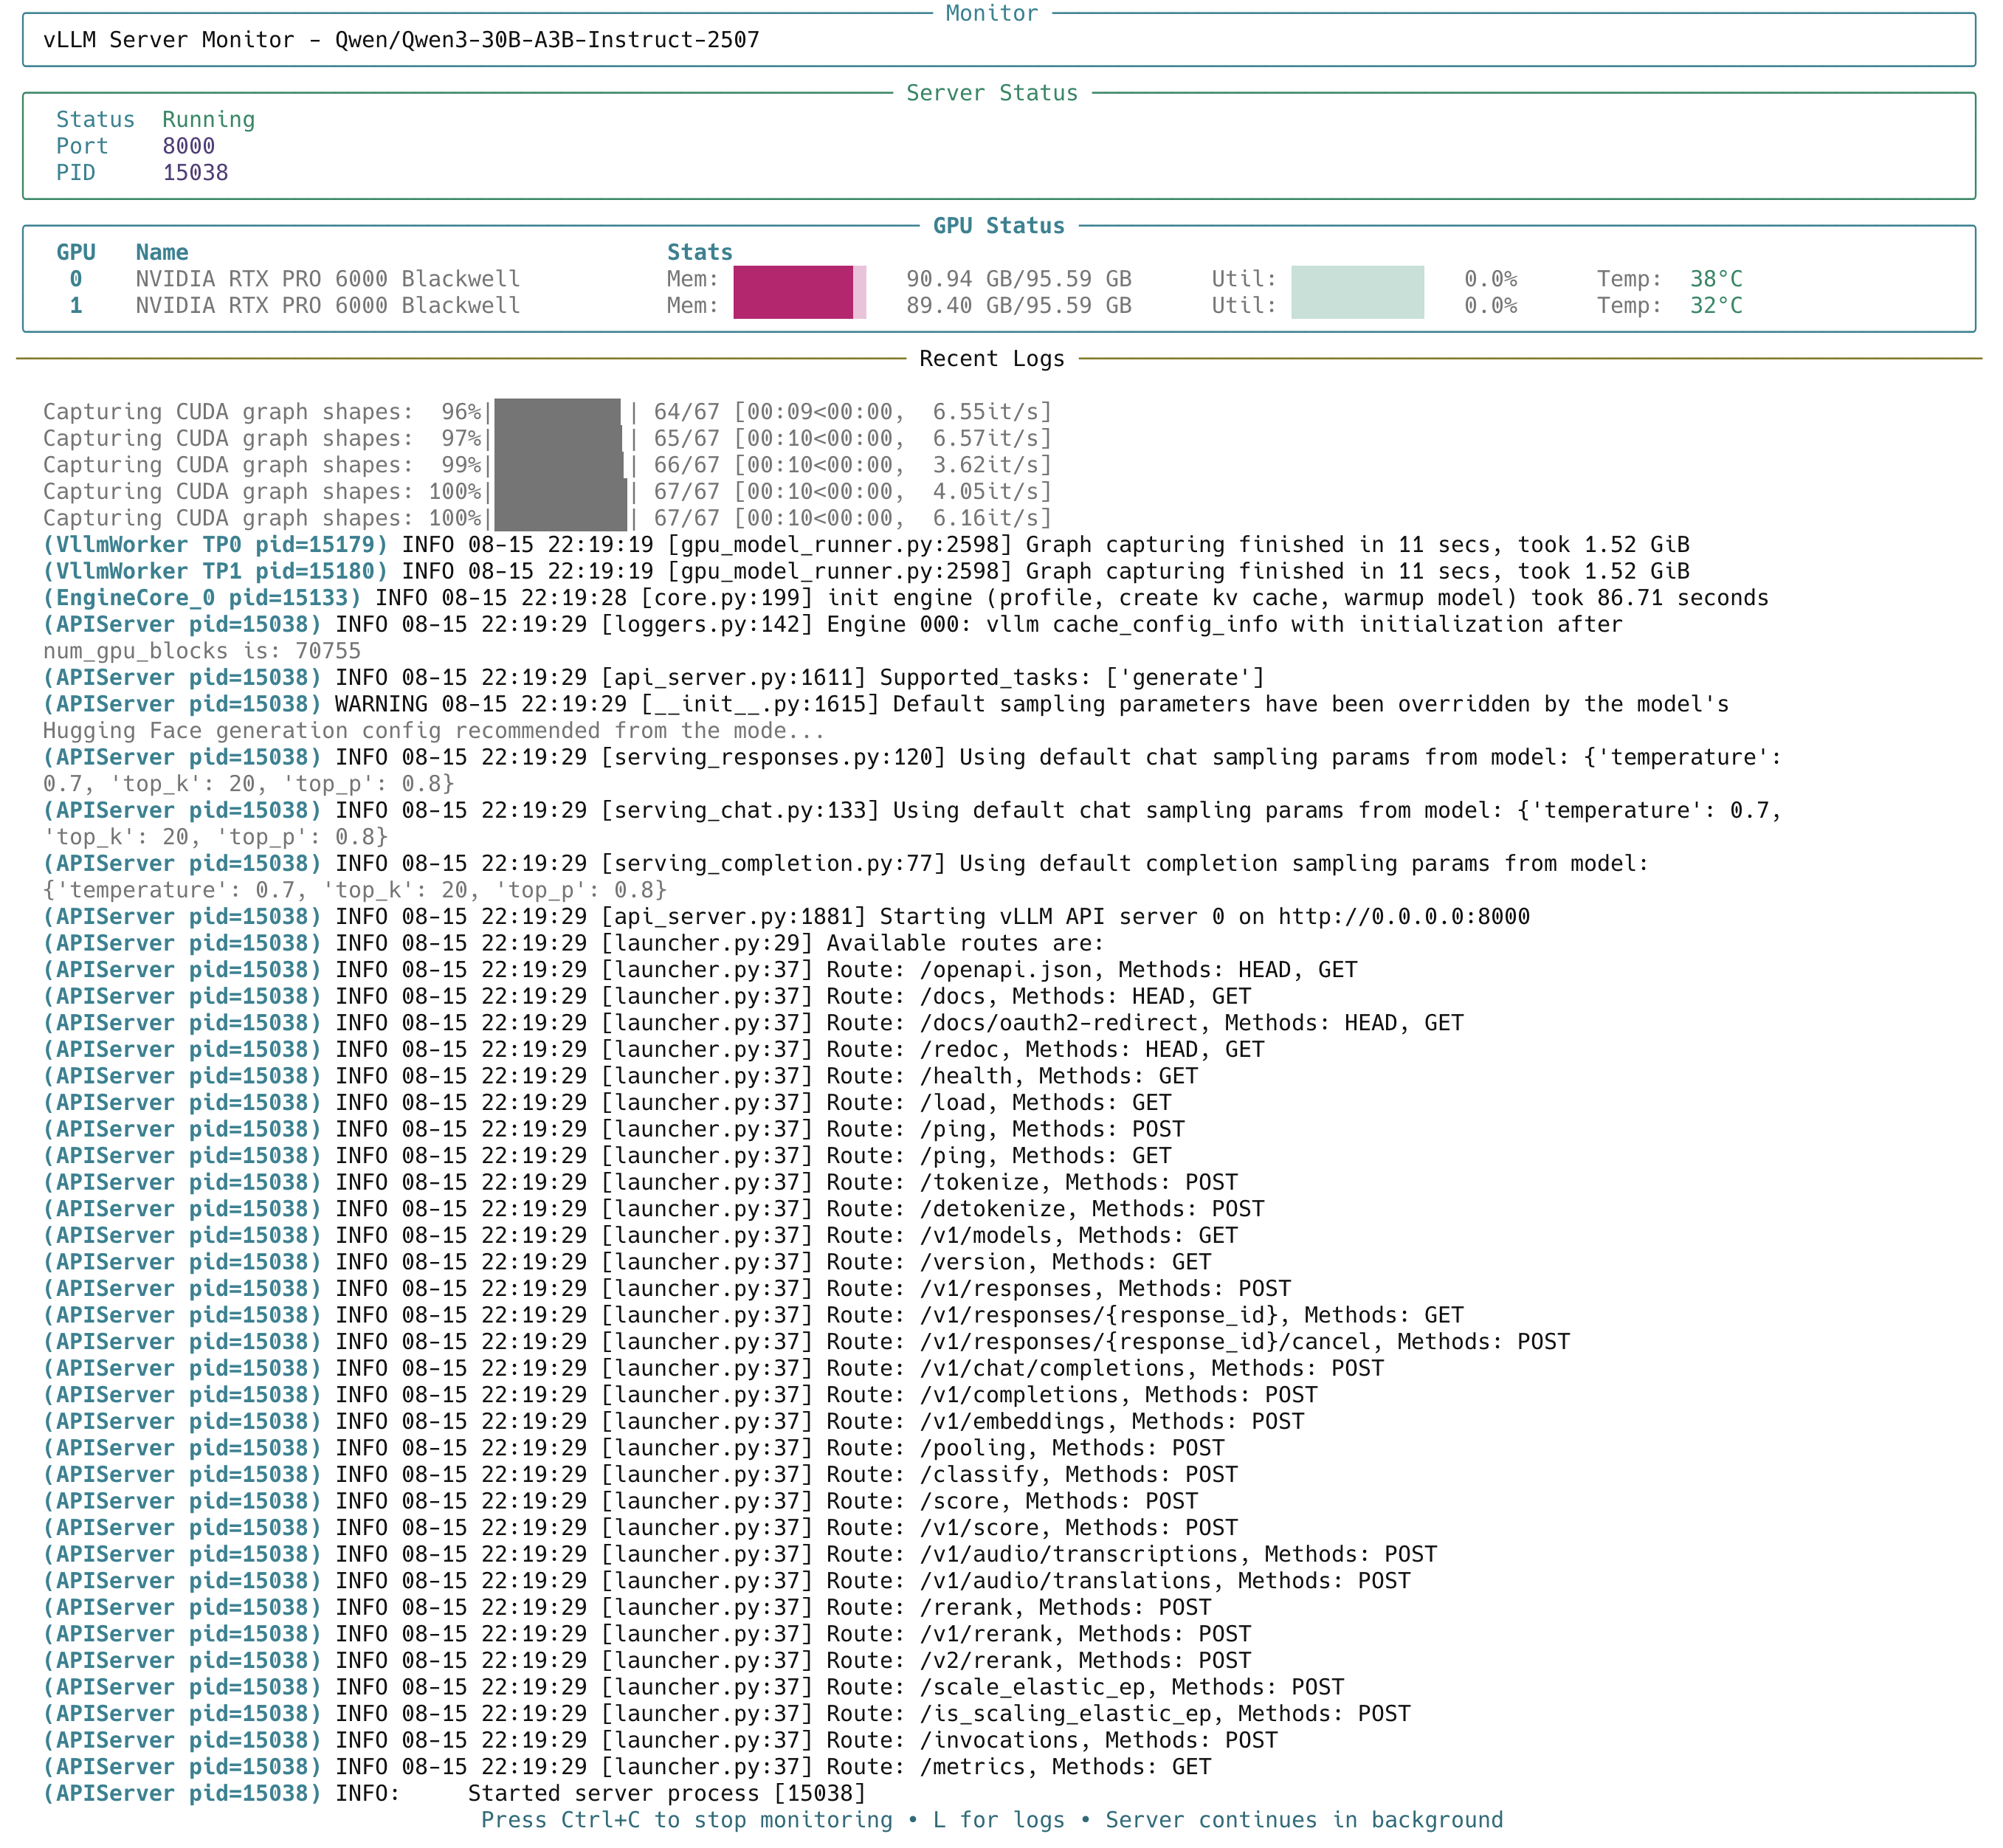 Monitor
vLLM Server Monitor - Qwen/Qwen3-30B-A3B-Instruct-2507
Server Status
Status Running
Port 8000
PID 15038
GPU Status
GPU Name Stats
0 NVIDIA RTX PRO 6000 Blackwell Mem: 90.94 GB/95.59 GB Util: 0.0% Temp: 38°C
1 NVIDIA RTX PRO 6000 Blackwell Mem: 89.40 GB/95.59 GB Util: 0.0% Temp: 32°C
Recent Logs
Capturing CUDA graph shapes:  96%|█████████▌| 64/67 [00:09<00:00,  6.55it/s]
Capturing CUDA graph shapes:  97%|█████████▋| 65/67 [00:10<00:00,  6.57it/s]
Capturing CUDA graph shapes:  99%|█████████▊| 66/67 [00:10<00:00,  3.62it/s]
Capturing CUDA graph shapes: 100%|██████████| 67/67 [00:10<00:00,  4.05it/s]
Capturing CUDA graph shapes: 100%|██████████| 67/67 [00:10<00:00,  6.16it/s]
(VllmWorker TP0 pid=15179) INFO 08-15 22:19:19 [gpu_model_runner.py:2598] Graph capturing finished in 11 secs, took 1.52 GiB
(VllmWorker TP1 pid=15180) INFO 08-15 22:19:19 [gpu_model_runner.py:2598] Graph capturing finished in 11 secs, took 1.52 GiB
(EngineCore_0 pid=15133) INFO 08-15 22:19:28 [core.py:199] init engine (profile, create kv cache, warmup model) took 86.71 seconds
(APIServer pid=15038) INFO 08-15 22:19:29 [loggers.py:142] Engine 000: vllm cache_config_info with initialization after
num_gpu_blocks is: 70755
(APIServer pid=15038) INFO 08-15 22:19:29 [api_server.py:1611] Supported_tasks: ['generate']
(APIServer pid=15038) WARNING 08-15 22:19:29 [__init__.py:1615] Default sampling parameters have been overridden by the model's
Hugging Face generation config recommended from the mode...
(APIServer pid=15038) INFO 08-15 22:19:29 [serving_responses.py:120] Using default chat sampling params from model: {'temperature':
0.7, 'top_k': 20, 'top_p': 0.8}
(APIServer pid=15038) INFO 08-15 22:19:29 [serving_chat.py:133] Using default chat sampling params from model: {'temperature': 0.7,
'top_k': 20, 'top_p': 0.8}
(APIServer pid=15038) INFO 08-15 22:19:29 [serving_completion.py:77] Using default completion sampling params from model:
{'temperature': 0.7, 'top_k': 20, 'top_p': 0.8}
(APIServer pid=15038) INFO 08-15 22:19:29 [api_server.py:1881] Starting vLLM API server 0 on http://0.0.0.0:8000
(APIServer pid=15038) INFO 08-15 22:19:29 [launcher.py:29] Available routes are:
(APIServer pid=15038) INFO 08-15 22:19:29 [launcher.py:37] Route: /openapi.json, Methods: HEAD, GET
(APIServer pid=15038) INFO 08-15 22:19:29 [launcher.py:37] Route: /docs, Methods: HEAD, GET
(APIServer pid=15038) INFO 08-15 22:19:29 [launcher.py:37] Route: /docs/oauth2-redirect, Methods: HEAD, GET
(APIServer pid=15038) INFO 08-15 22:19:29 [launcher.py:37] Route: /redoc, Methods: HEAD, GET
(APIServer pid=15038) INFO 08-15 22:19:29 [launcher.py:37] Route: /health, Methods: GET
(APIServer pid=15038) INFO 08-15 22:19:29 [launcher.py:37] Route: /load, Methods: GET
(APIServer pid=15038) INFO 08-15 22:19:29 [launcher.py:37] Route: /ping, Methods: POST
(APIServer pid=15038) INFO 08-15 22:19:29 [launcher.py:37] Route: /ping, Methods: GET
(APIServer pid=15038) INFO 08-15 22:19:29 [launcher.py:37] Route: /tokenize, Methods: POST
(APIServer pid=15038) INFO 08-15 22:19:29 [launcher.py:37] Route: /detokenize, Methods: POST
(APIServer pid=15038) INFO 08-15 22:19:29 [launcher.py:37] Route: /v1/models, Methods: GET
(APIServer pid=15038) INFO 08-15 22:19:29 [launcher.py:37] Route: /version, Methods: GET
(APIServer pid=15038) INFO 08-15 22:19:29 [launcher.py:37] Route: /v1/responses, Methods: POST
(APIServer pid=15038) INFO 08-15 22:19:29 [launcher.py:37] Route: /v1/responses/{response_id}, Methods: GET
(APIServer pid=15038) INFO 08-15 22:19:29 [launcher.py:37] Route: /v1/responses/{response_id}/cancel, Methods: POST
(APIServer pid=15038) INFO 08-15 22:19:29 [launcher.py:37] Route: /v1/chat/completions, Methods: POST
(APIServer pid=15038) INFO 08-15 22:19:29 [launcher.py:37] Route: /v1/completions, Methods: POST
(APIServer pid=15038) INFO 08-15 22:19:29 [launcher.py:37] Route: /v1/embeddings, Methods: POST
(APIServer pid=15038) INFO 08-15 22:19:29 [launcher.py:37] Route: /pooling, Methods: POST
(APIServer pid=15038) INFO 08-15 22:19:29 [launcher.py:37] Route: /classify, Methods: POST
(APIServer pid=15038) INFO 08-15 22:19:29 [launcher.py:37] Route: /score, Methods: POST
(APIServer pid=15038) INFO 08-15 22:19:29 [launcher.py:37] Route: /v1/score, Methods: POST
(APIServer pid=15038) INFO 08-15 22:19:29 [launcher.py:37] Route: /v1/audio/transcriptions, Methods: POST
(APIServer pid=15038) INFO 08-15 22:19:29 [launcher.py:37] Route: /v1/audio/translations, Methods: POST
(APIServer pid=15038) INFO 08-15 22:19:29 [launcher.py:37] Route: /rerank, Methods: POST
(APIServer pid=15038) INFO 08-15 22:19:29 [launcher.py:37] Route: /v1/rerank, Methods: POST
(APIServer pid=15038) INFO 08-15 22:19:29 [launcher.py:37] Route: /v2/rerank, Methods: POST
(APIServer pid=15038) INFO 08-15 22:19:29 [launcher.py:37] Route: /scale_elastic_ep, Methods: POST
(APIServer pid=15038) INFO 08-15 22:19:29 [launcher.py:37] Route: /is_scaling_elastic_ep, Methods: POST
(APIServer pid=15038) INFO 08-15 22:19:29 [launcher.py:37] Route: /invocations, Methods: POST
(APIServer pid=15038) INFO 08-15 22:19:29 [launcher.py:37] Route: /metrics, Methods: GET
(APIServer pid=15038) INFO:     Started server process [15038]
Press Ctrl+C to stop monitoring • L for logs • Server continues in background